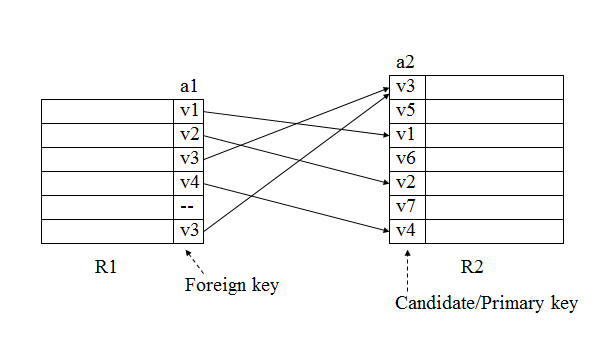 a1
v1
v2
v3
v4
--
v3
R1
Foreign key
a2
v3
v5
v1
v6
v2
v7
v4
R2
Candidate/Primary key